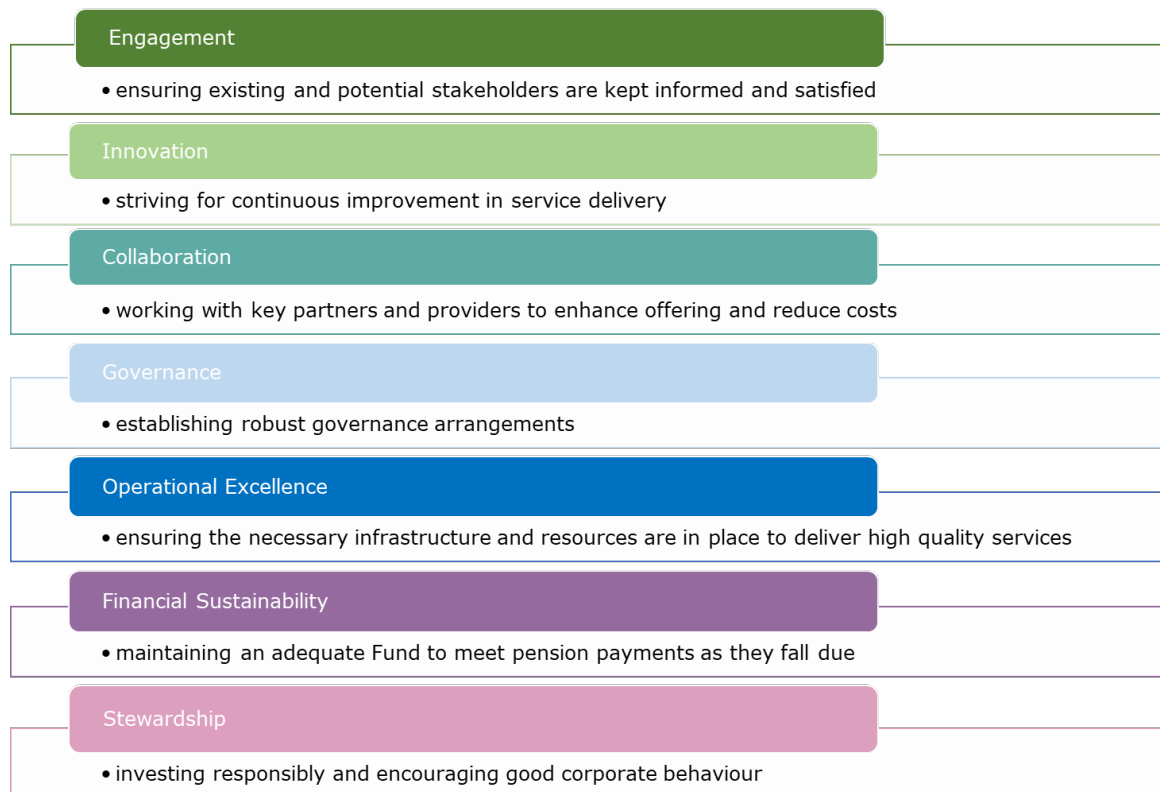 Engagement
• ensuring existing and potential stakeholders are kept informed and satisfied
Innovation
• striving for continuous improvement in service delivery
Collaboration
• working with key partners and providers to enhance offering and reduce costs
Governance
• establishing robust governance arrangements
Operational Excellence
• ensuring the necessary infrastructure and resources are in place to deliver high quality services
Financial Sustainability
• maintaining an adequate Fund to meet pension payments as they fall due
Stewardship
• investing responsibly and encouraging good corporate behaviour